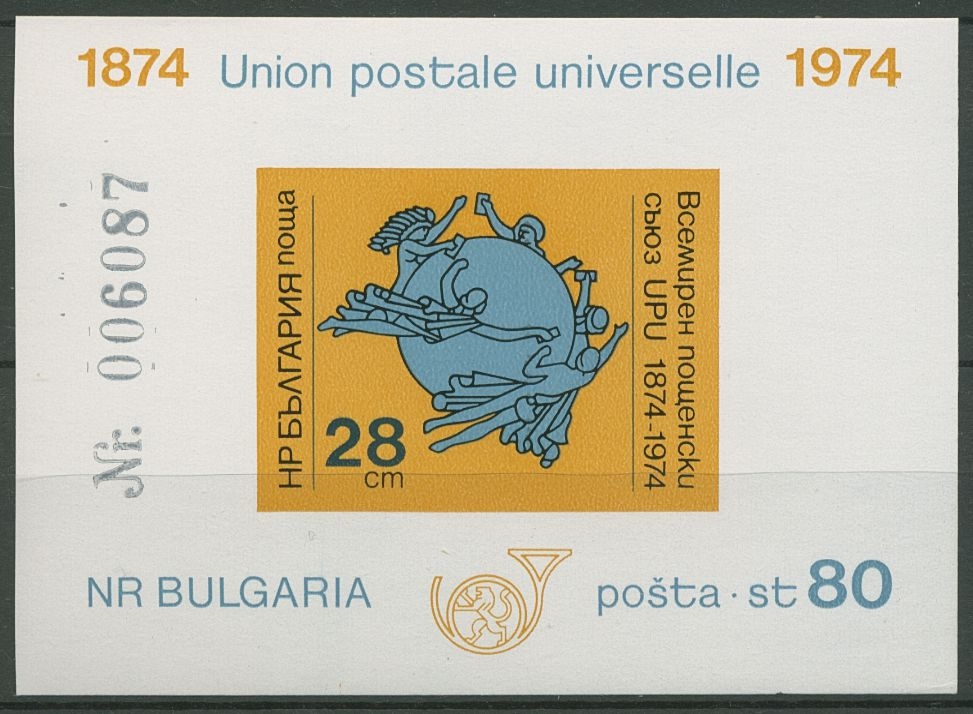 1874 Union postale universelle 1974
Nr. 006087
НР БЪЛГАРИЯ поща
28
cm
Всемирен пощенски
съюз UPU 1874-1974
NR BULGARIA
pošta · st 80